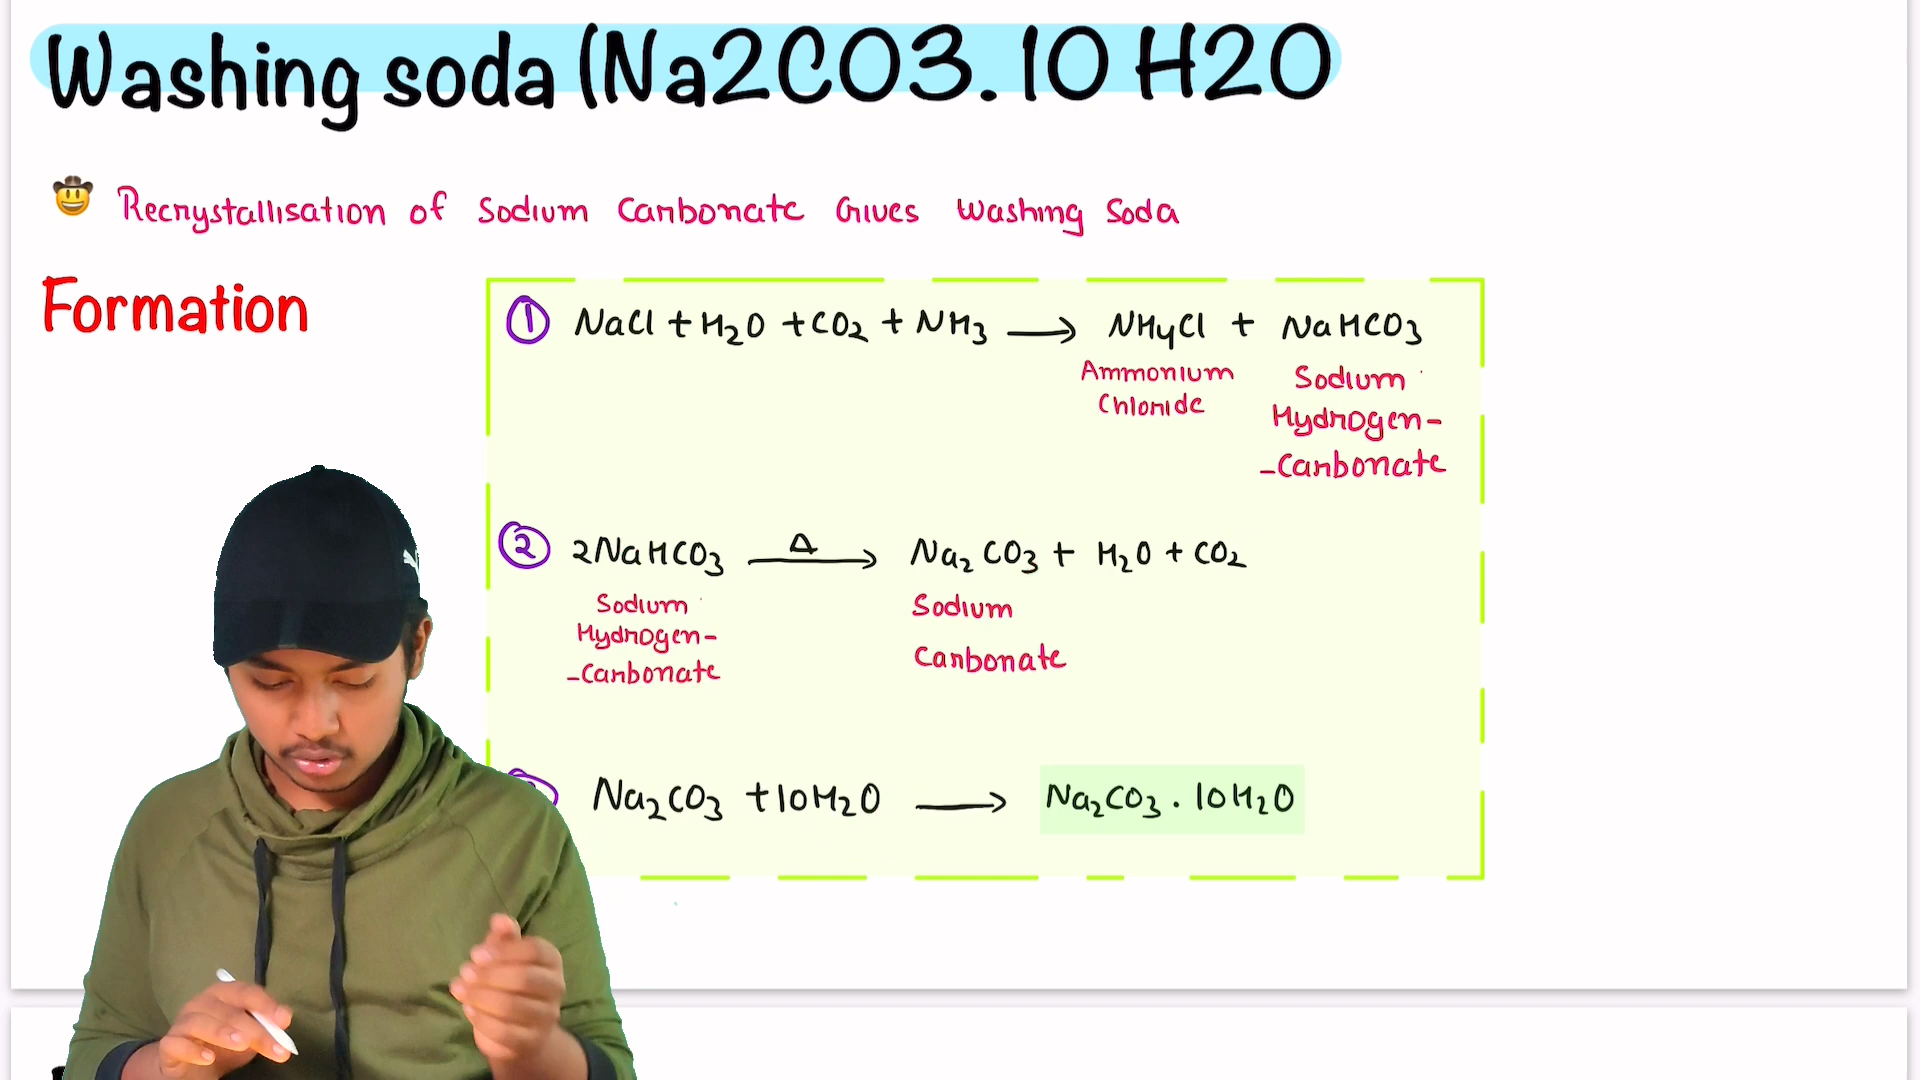 Washing soda (Na2CO3.10 H2O
Recrystallisation of Sodium Carbonate Gives Washing Soda
Formation
① NaCl + H₂O + CO₂ + NH₃ ⟶ NH₄Cl + NaHCO₃
Ammonium
Chloride
Sodium
Hydrogen-
-Carbonate
② 2NaHCO₃ —Δ→ Na₂CO₃ + H₂O + CO₂
Sodium
Hydrogen-
-Carbonate
Sodium
Carbonate
Na₂CO₃ + 10H₂O ⟶ Na₂CO₃ . 10H₂O